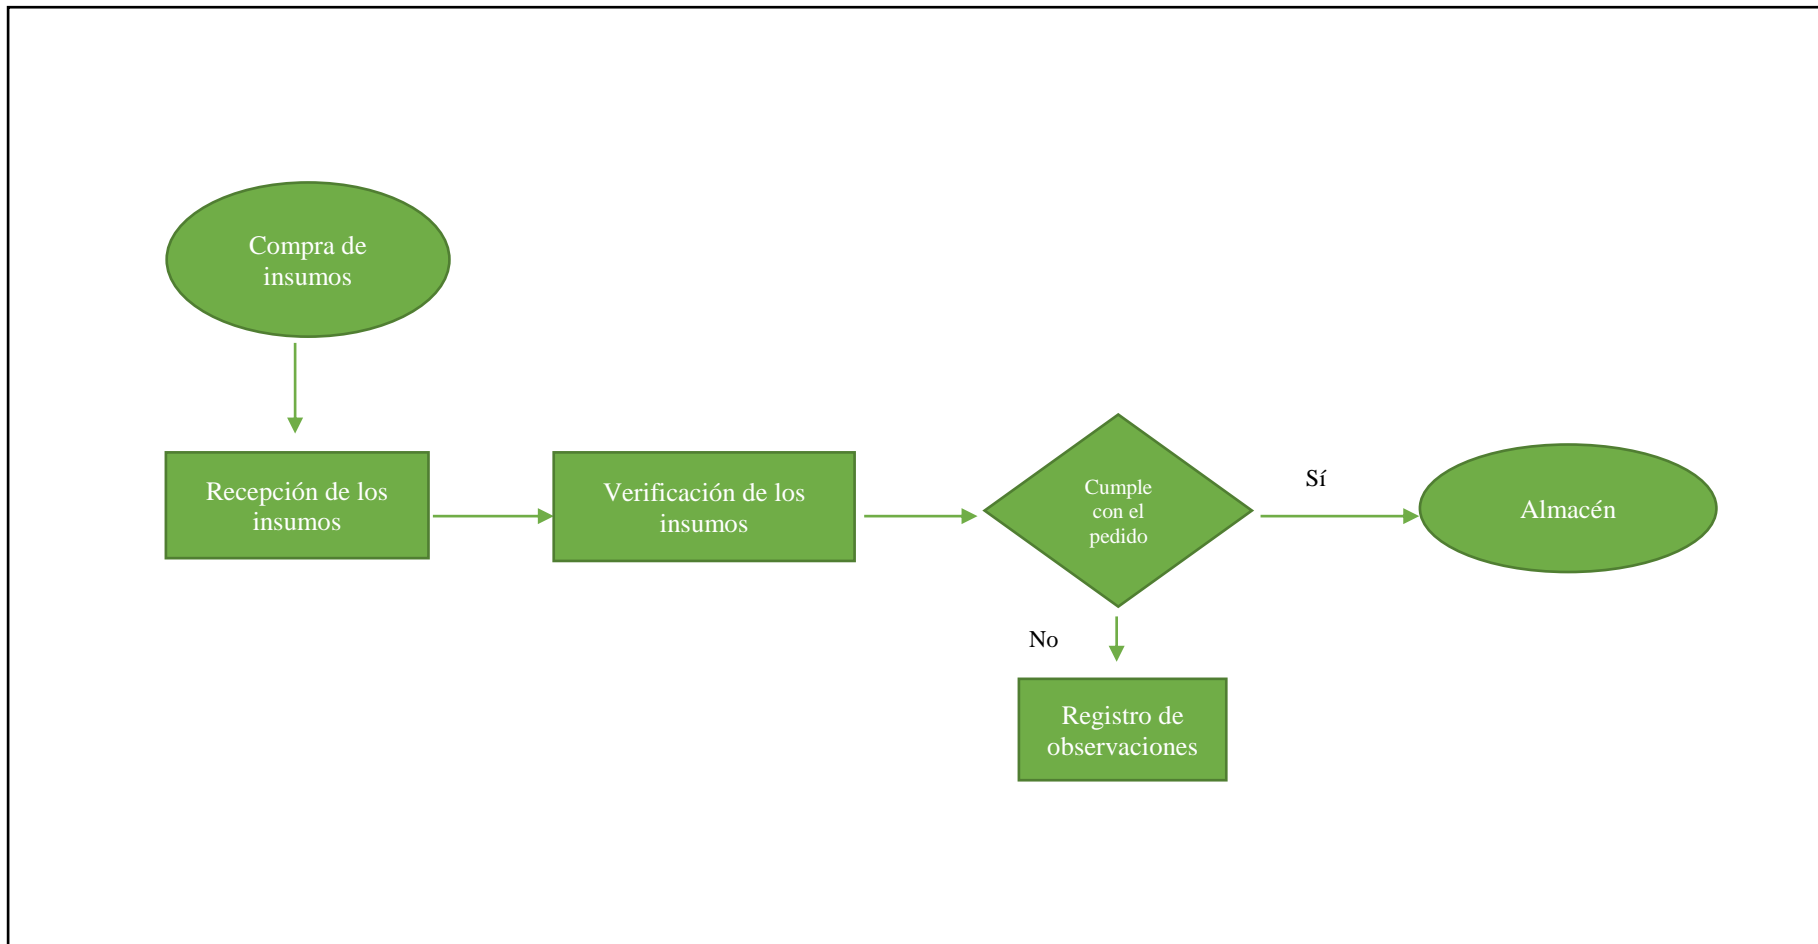 Compra de
insumos
Recepción de los
insumos
Verificación de los
insumos
Cumple
con el
pedido
Sí
Almacén
No
Registro de
observaciones